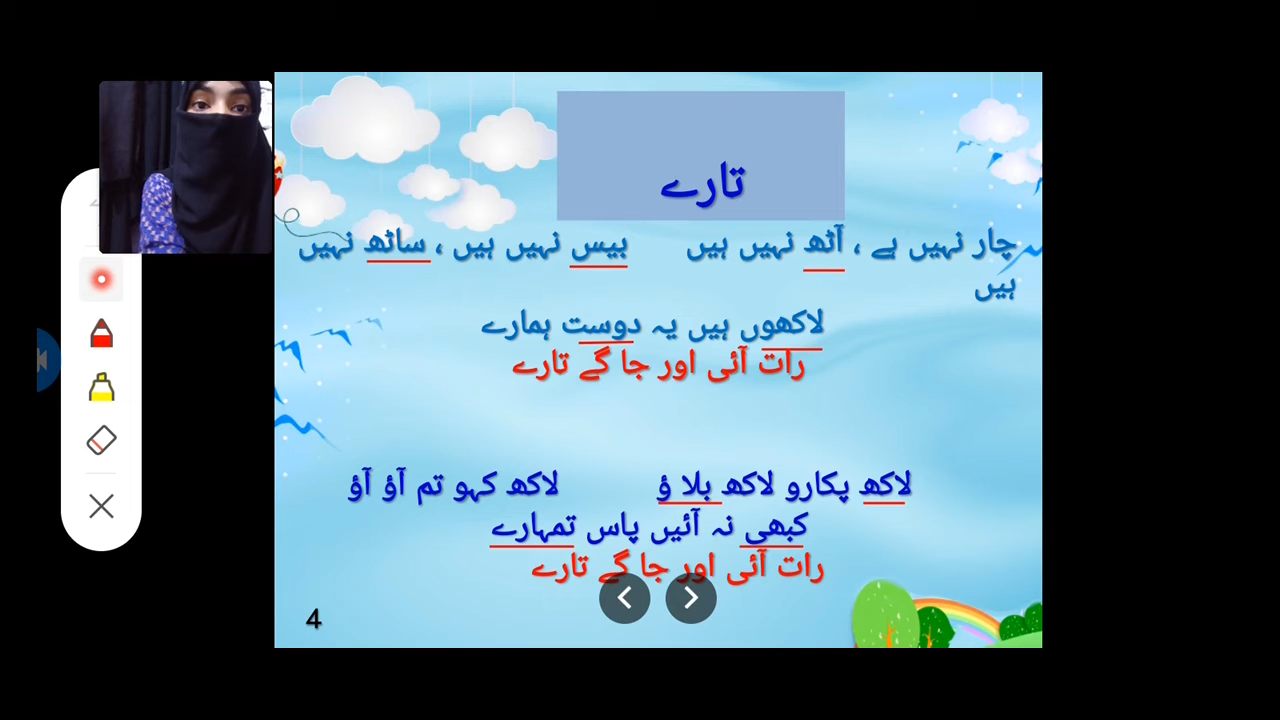 تارے
چار نہیں ہے ، آٹھ نہیں ہیں بیس نہیں ہیں ، ساٹھ نہیں
ہیں
لاکھوں ہیں یہ دوست ہمارے
رات آئی اور جا گے تارے
لاکھ پکارو لاکھ بلا ؤ لاکھ کہو تم آؤ آؤ
کبھی نہ آئیں پاس تمہارے
رات آئی اور جا گے تارے
4